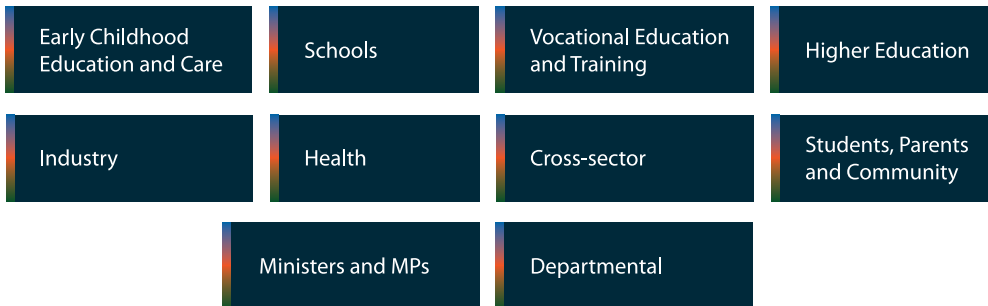 Early Childhood
Education and Care
Schools
Vocational Education
and Training
Higher Education
Industry
Health
Cross-sector
Students, Parents
and Community
Ministers and MPs
Departmental